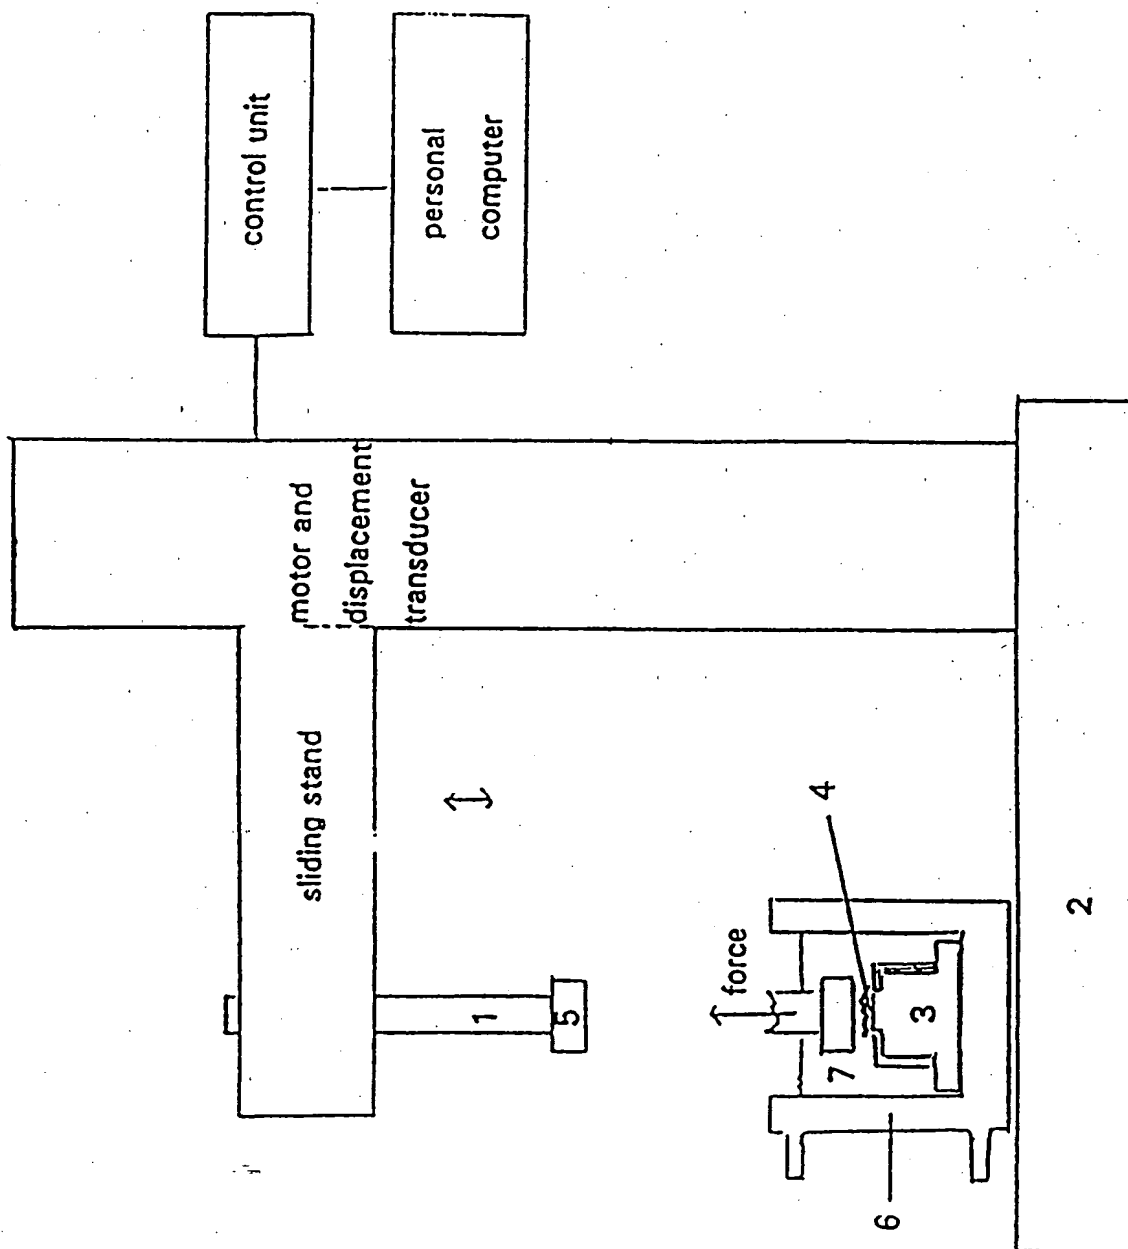 control unit
personal
computer
motor and
displacement
transducer
sliding stand
1
5
force
4
7
3
6
2